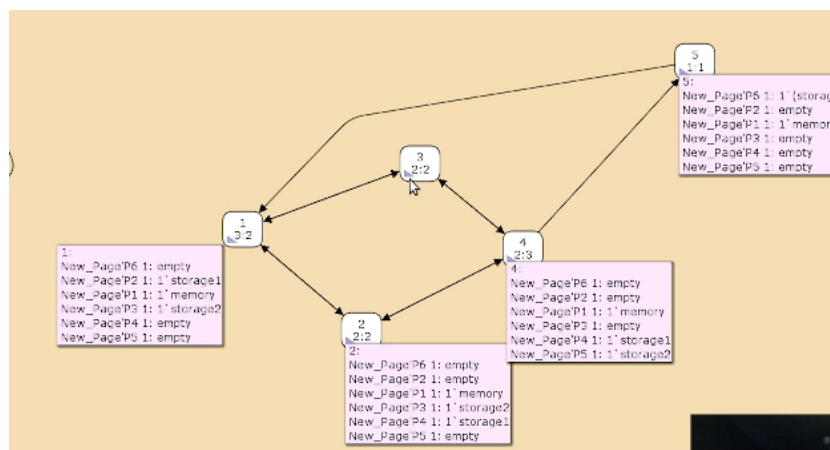 5
1:1
5:
New_Page'P6 1: 1`(storag
New_Page'P2 1: empty
New_Page'P1 1: 1`memor
New_Page'P3 1: empty
New_Page'P4 1: empty
New_Page'P5 1: empty
3
2:2
1
3:2
4
2:3
1:
New_Page'P6 1: empty
New_Page'P2 1: 1`storage1
New_Page'P1 1: 1`memory
New_Page'P3 1: 1`storage2
New_Page'P4 1: empty
New_Page'P5 1: empty
4:
New_Page'P6 1: empty
New_Page'P2 1: empty
New_Page'P1 1: 1`memory
New_Page'P3 1: empty
New_Page'P4 1: 1`storage1
New_Page'P5 1: 1`storage2
2
2:2
2:
New_Page'P6 1: empty
New_Page'P2 1: empty
New_Page'P1 1: 1`memory
New_Page'P3 1: 1`storage2
New_Page'P4 1: 1`storage1
New_Page'P5 1: empty